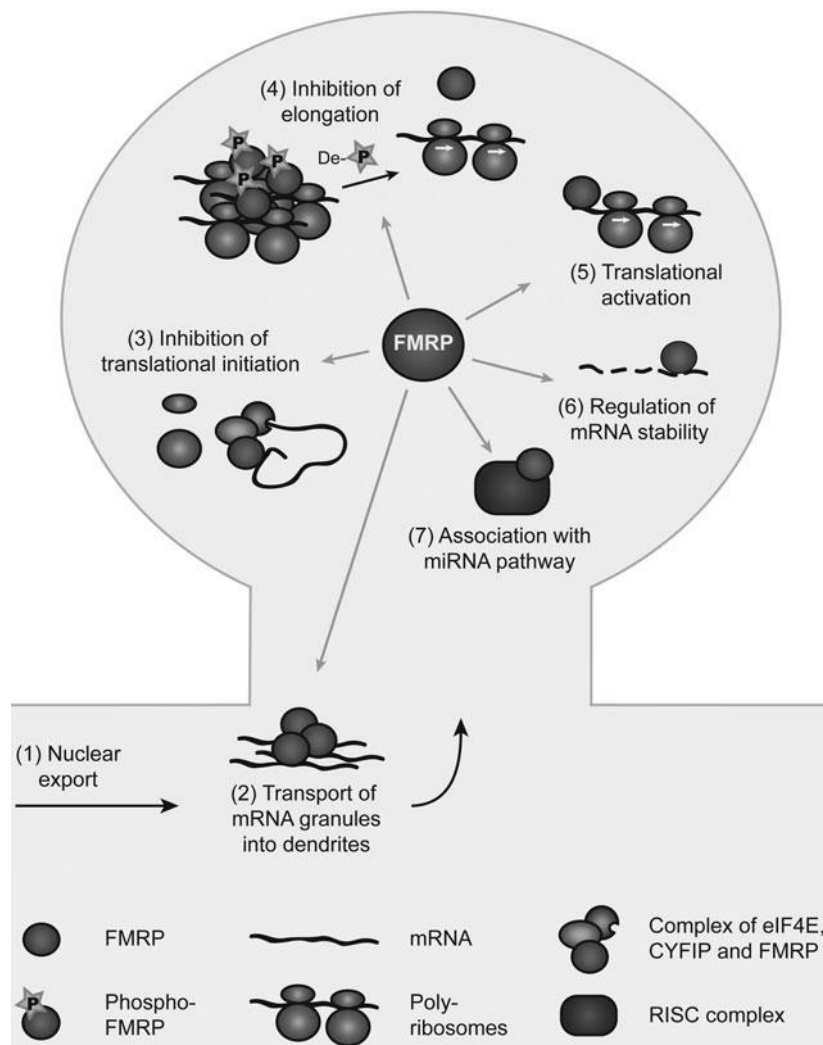 (4) Inhibition of
elongation
P
P
P
De-P
(5) Translational
activation
FMRP
(3) Inhibition of
translational initiation
(6) Regulation of
mRNA stability
(7) Association with
miRNA pathway
(1) Nuclear
export
(2) Transport of
mRNA granules
into dendrites
FMRP
mRNA
Complex of eIF4E,
CYFIP and FMRP
P
Phospho-
FMRP
Poly-
ribosomes
RISC complex